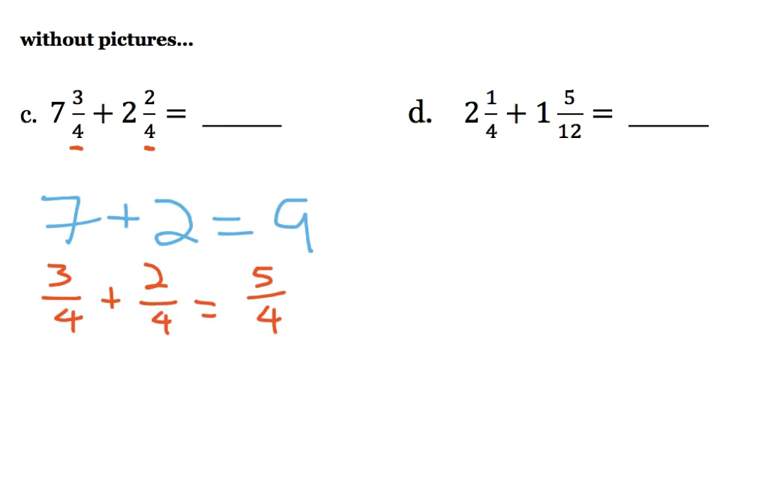 without pictures...
c. 7 3/4 + 2 2/4 = ______
7 + 2 = 9
3/4 + 2/4 = 5/4
d. 2 1/4 + 1 5/12 = ______